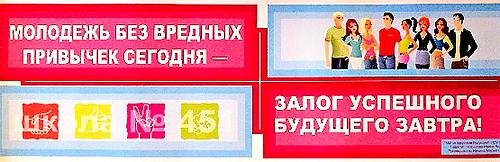 МОЛОДЕЖЬ БЕЗ ВРЕДНЫХ
ПРИВЫЧЕК СЕГОДНЯ —
школа № 451
ЗАЛОГ УСПЕШНОГО
БУДУЩЕГО ЗАВТРА!